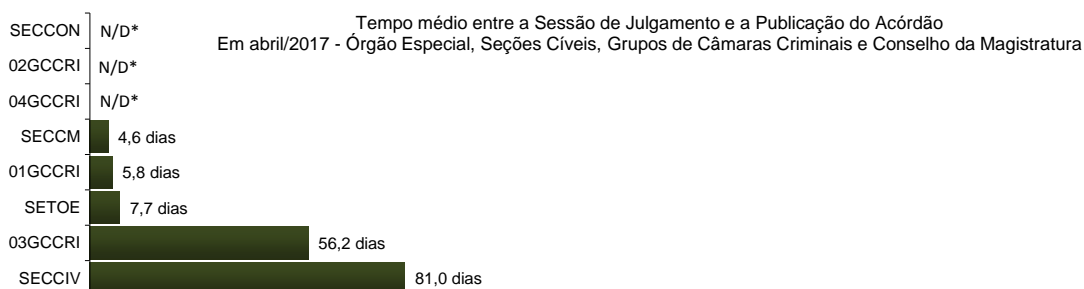 Tempo médio entre a Sessão de Julgamento e a Publicação do Acórdão
Em abril/2017 - Órgão Especial, Seções Cíveis, Grupos de Câmaras Criminais e Conselho da Magistratura
SECCON N/D*
02GCCRI N/D*
04GCCRI N/D*
SECCM 4,6 dias
01GCCRI 5,8 dias
SETOE 7,7 dias
03GCCRI 56,2 dias
SECCIV 81,0 dias